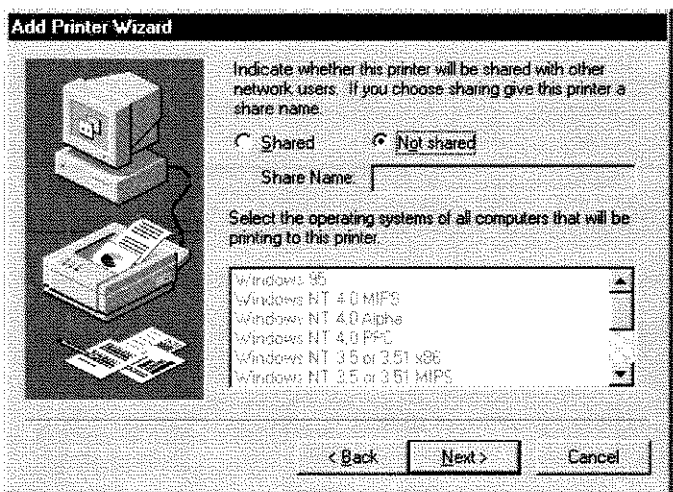 Add Printer Wizard
Indicate whether this printer will be shared with other
network users. If you choose sharing give this printer a
share name.
Shared Not shared
Share Name:
Select the operating systems of all computers that will be
printing to this printer.
Windows 95
Windows NT 4.0 MIPS
Windows NT 4.0 Alpha
Windows NT 4.0 PPC
Windows NT 3.5 or 3.51 x86
Windows NT 3.5 or 3.51 MIPS
< Back Next > Cancel